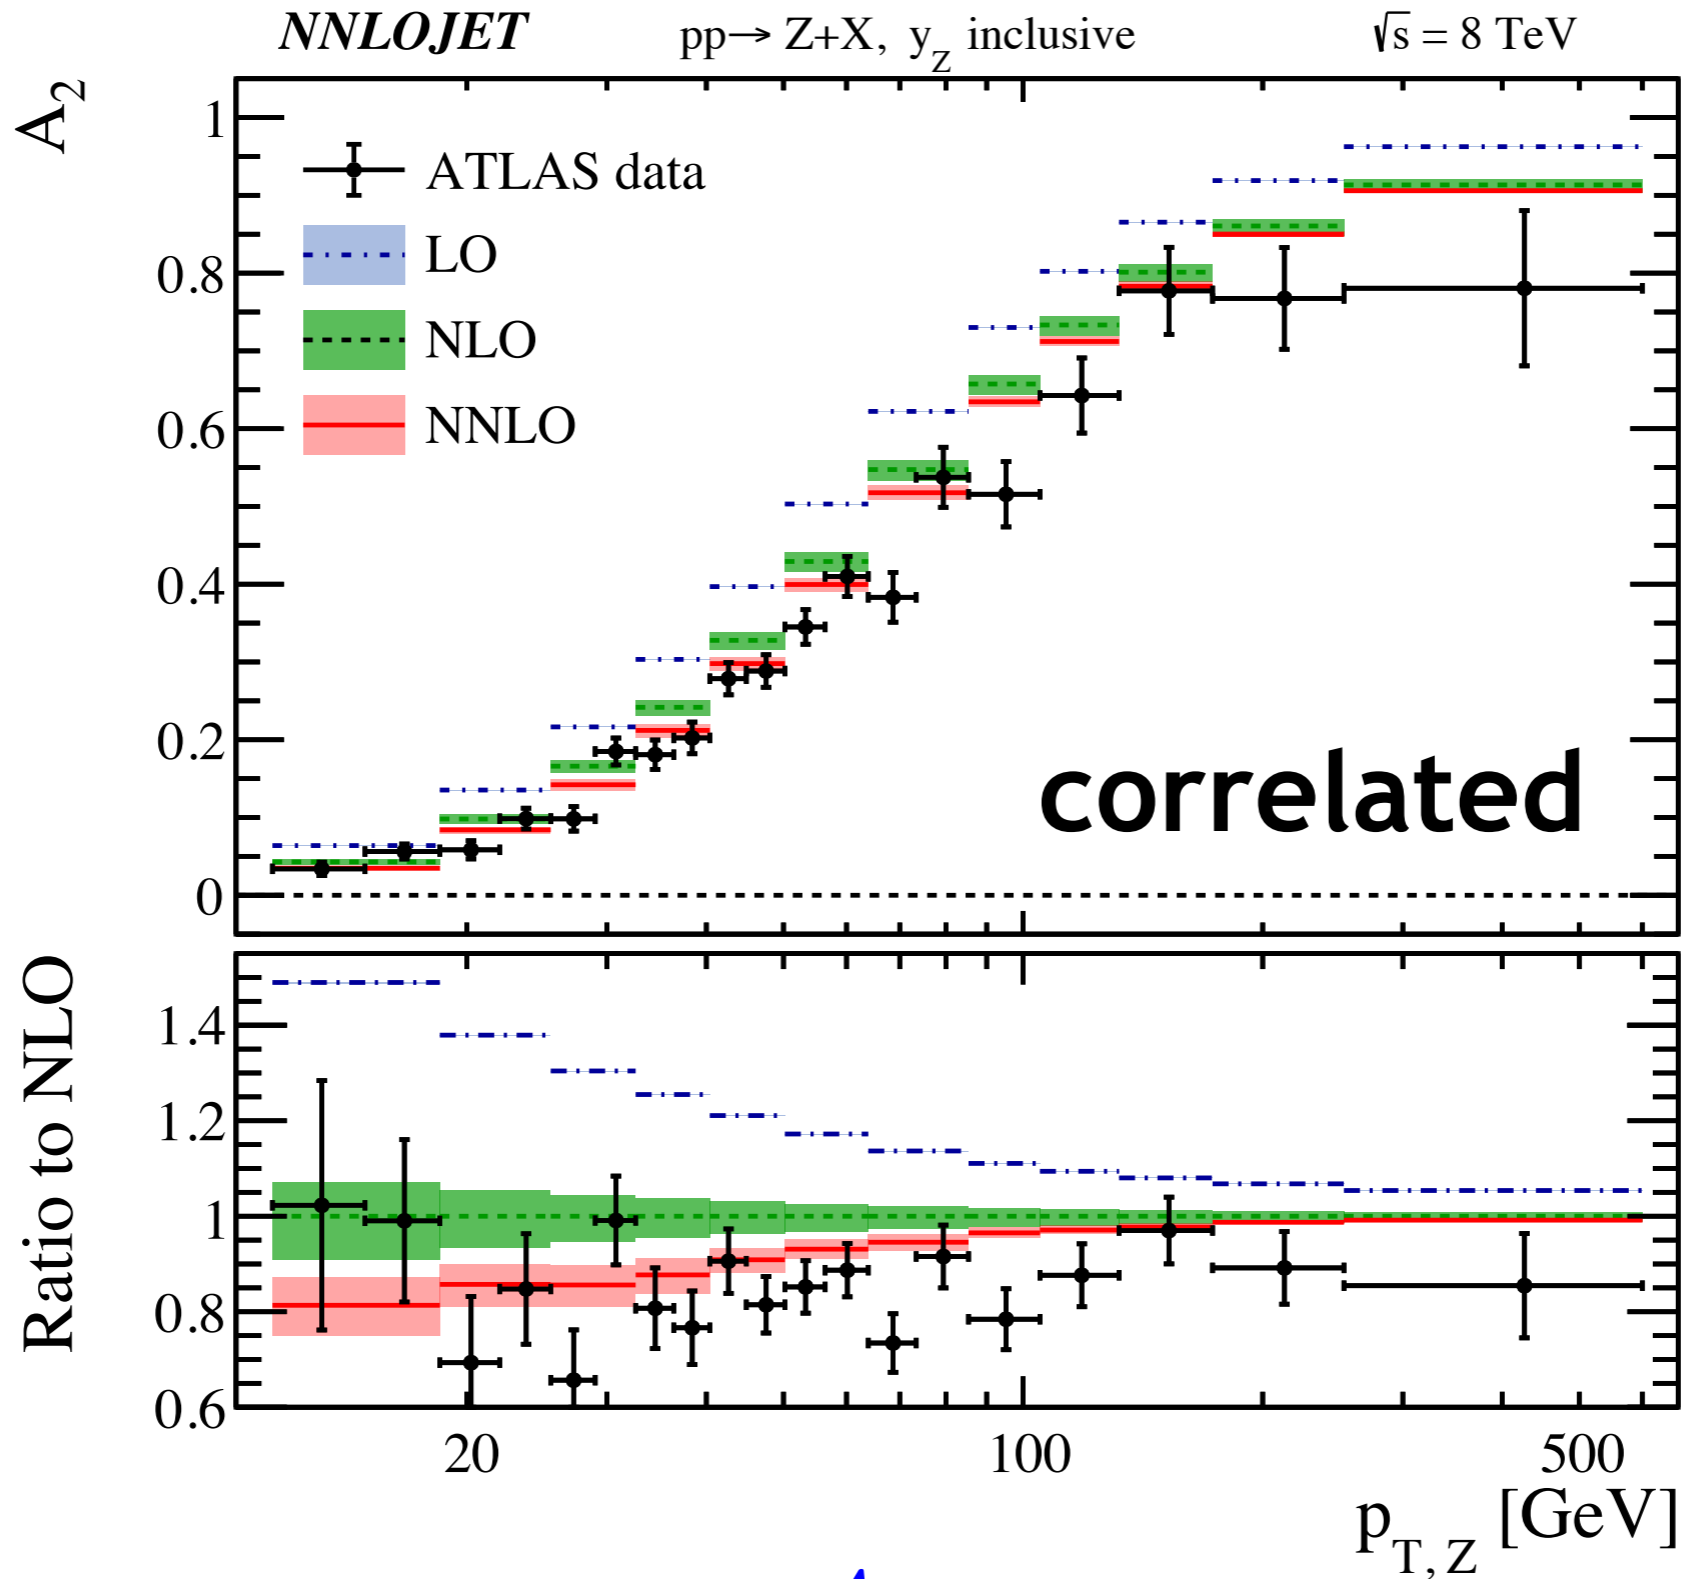 NNLOJET pp→ Z+X, y_Z inclusive √s = 8 TeV
A_2
1
ATLAS data
LO
0.8
NLO
NNLO
0.6
0.4
0.2
correlated
0
Ratio to NLO
1.4
1.2
1
0.8
0.6
20 100 500
p_T, Z [GeV]